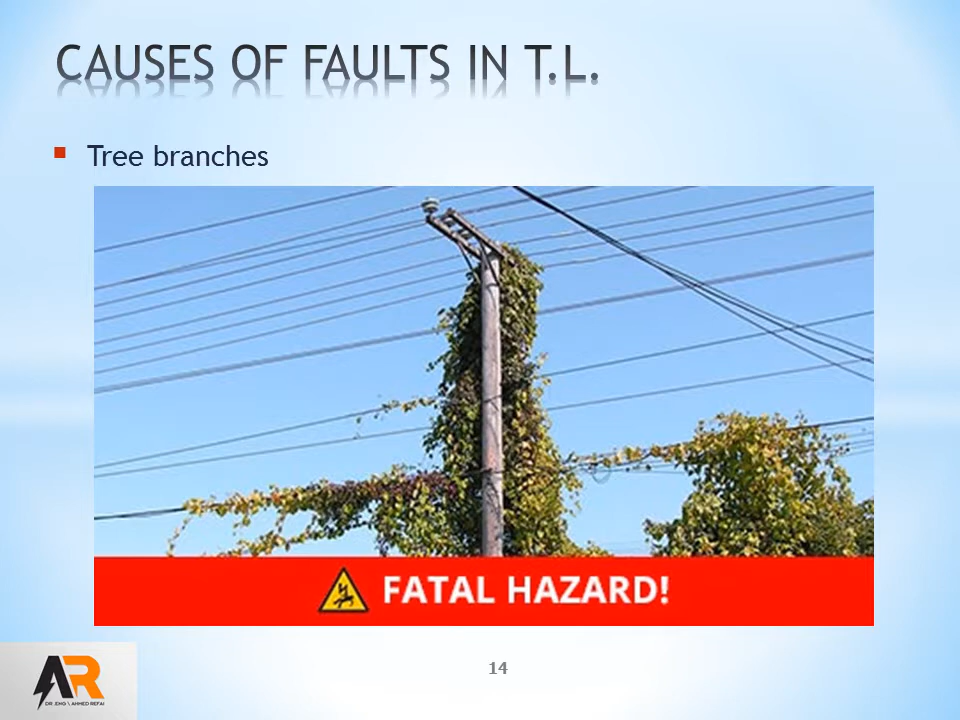 CAUSES OF FAULTS IN T.L.
Tree branches
FATAL HAZARD!
14
AR
DR .ENG \ AHMED REFAI